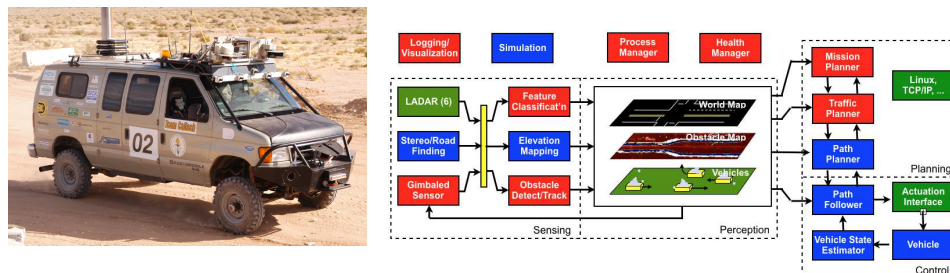 Team Caltech
02
Logging/
Visualization
Simulation
Process
Manager
Health
Manager
Mission
Planner
Linux,
TCP/IP, ...
LADAR (6)
Feature
Classificat'n
World Map
Traffic
Planner
Stereo/Road
Finding
Elevation
Mapping
Obstacle Map
Path
Planner
Gimbaled
Sensor
Obstacle
Detect/Track
Vehicles
Planning
Path
Follower
Actuation
Interface
Sensing
Perception
Vehicle State
Estimator
Vehicle
Control